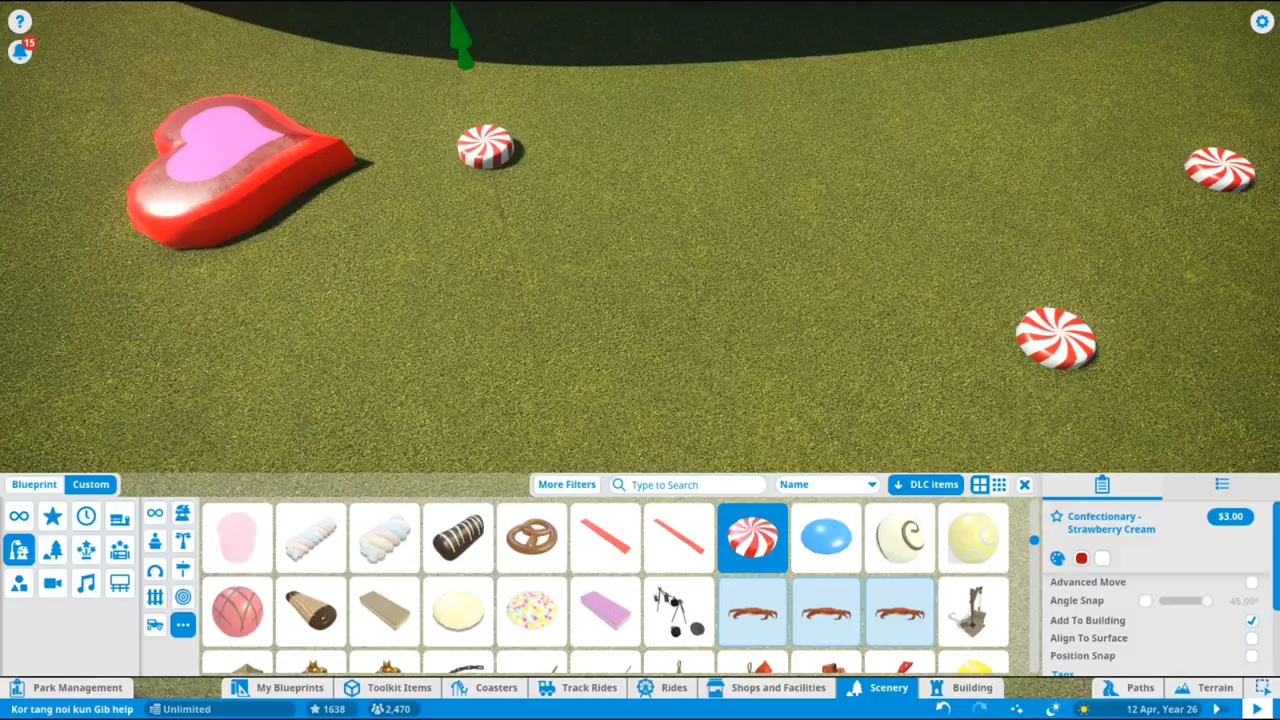 ?
15
Blueprint
Custom
More Filters
Type to Search
Name
DLC items
Confectionary -
Strawberry Cream
$3.00
Advanced Move
Angle Snap
45.00°
Add To Building
Align To Surface
Position Snap
Tags
Park Management
My Blueprints
Toolkit Items
Coasters
Track Rides
Rides
Shops and Facilities
Scenery
Building
Paths
Terrain
Kor tang noi kun Gib help
Unlimited
1638
2,470
12 Apr, Year 26